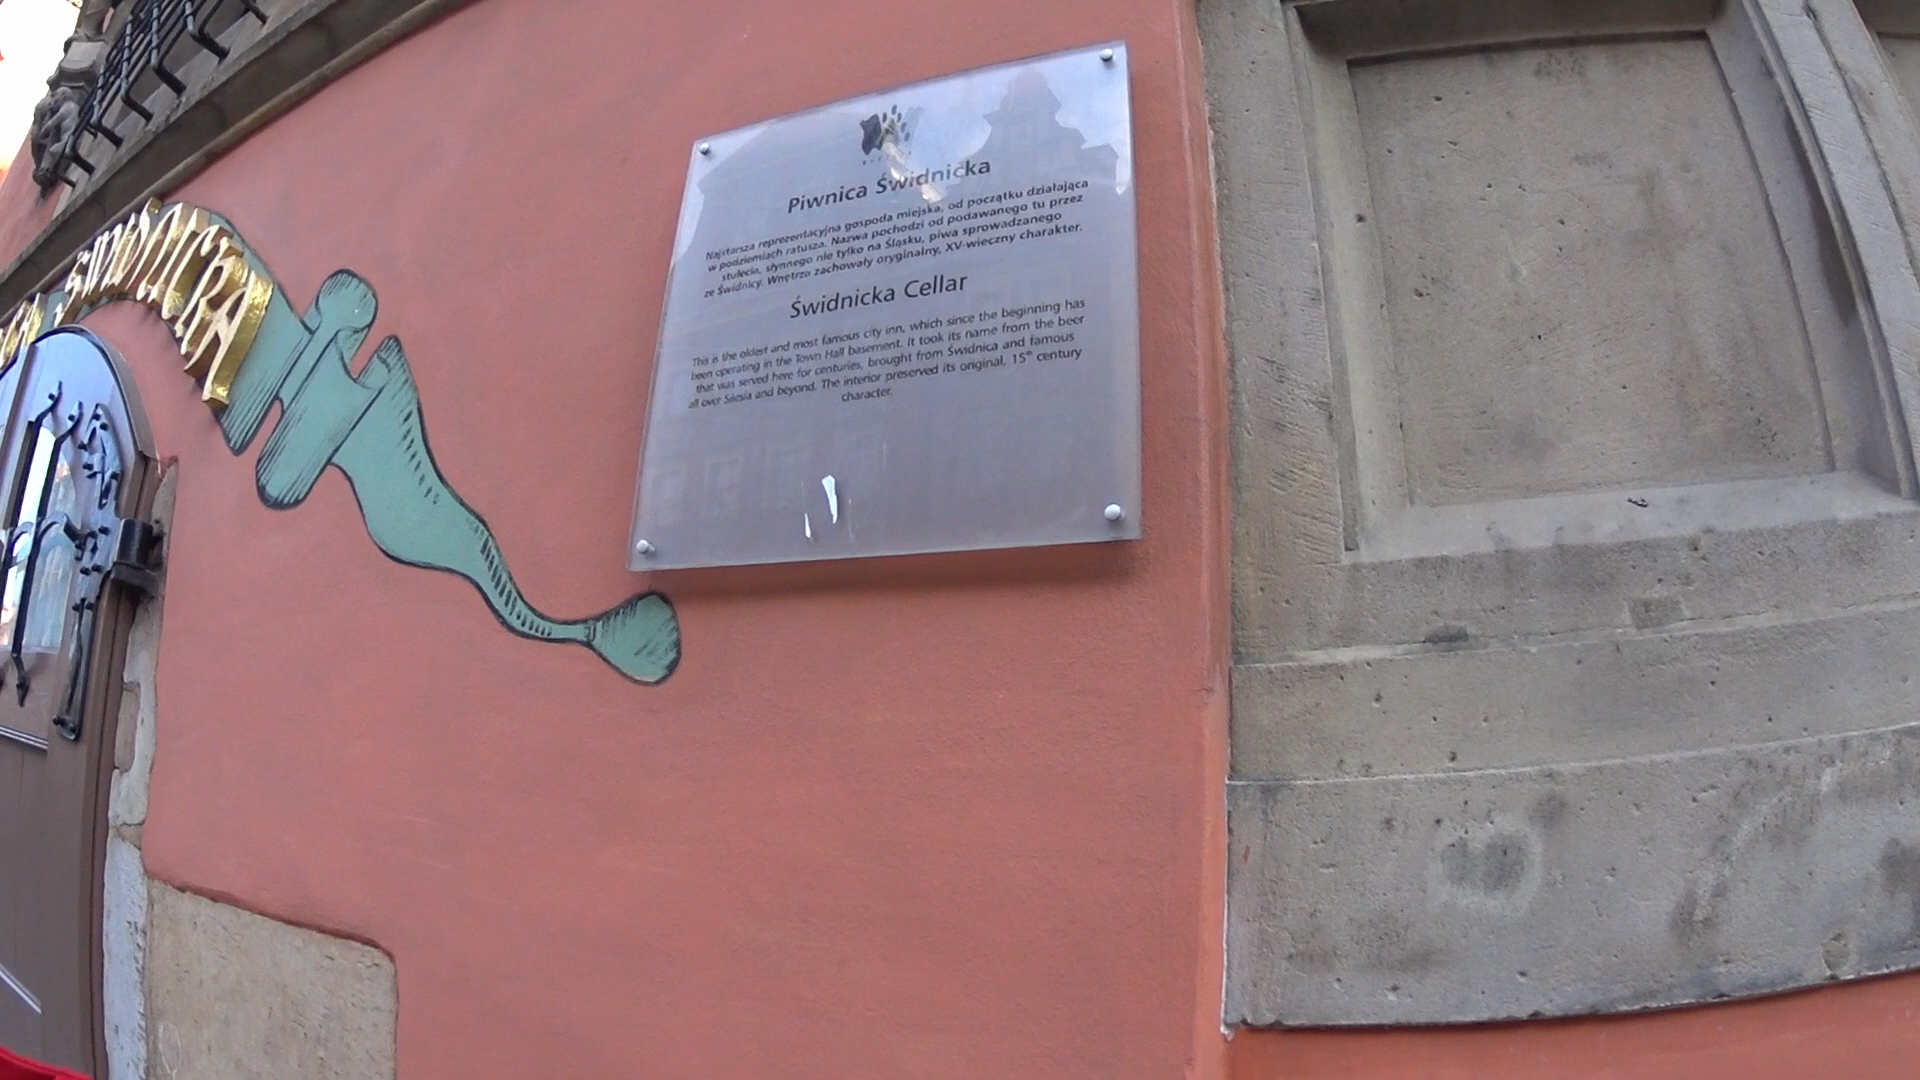 ŚWIDNICKA
Piwnica Świdnicka
Najstarsza reprezentacyjna gospoda miejska, od początku działająca
w podziemiach ratusza. Nazwa pochodzi od podawanego tu przez
stulecia, słynnego nie tylko na Śląsku, piwa sprowadzanego
ze Świdnicy. Wnętrza zachowały oryginalny, XV-wieczny charakter.
Świdnicka Cellar
This is the oldest and most famous city inn, which since the beginning has
been operating in the Town Hall basement. It took its name from the beer
that was served here for centuries, brought from Świdnica and famous
all over Silesia and beyond. The interior preserved its original, 15th century
character.